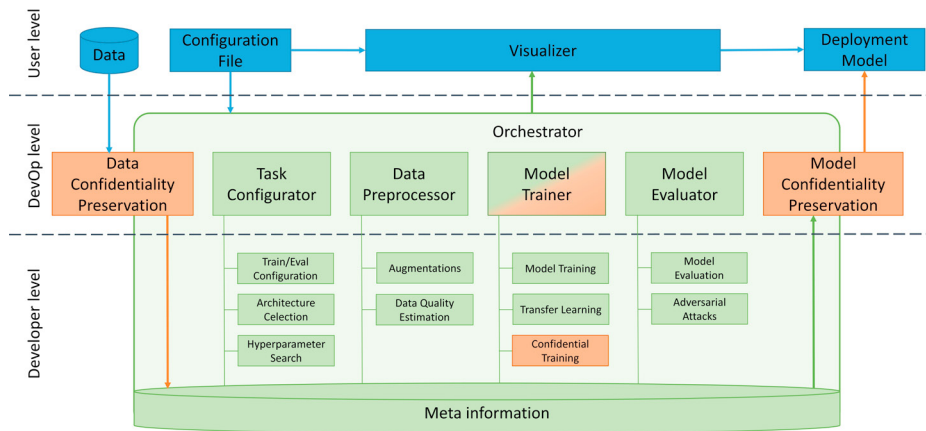 User level
Data
Configuration
File
Visualizer
Deployment
Model
DevOp level
Orchestrator
Data
Confidentiality
Preservation
Task
Configurator
Data
Preprocessor
Model
Trainer
Model
Evaluator
Model
Confidentiality
Preservation
Developer level
Train/Eval
Configuration
Architecture
Celection
Hyperparameter
Search
Augmentations
Data Quality
Estimation
Model Training
Transfer Learning
Confidential
Training
Model
Evaluation
Adversarial
Attacks
Meta information